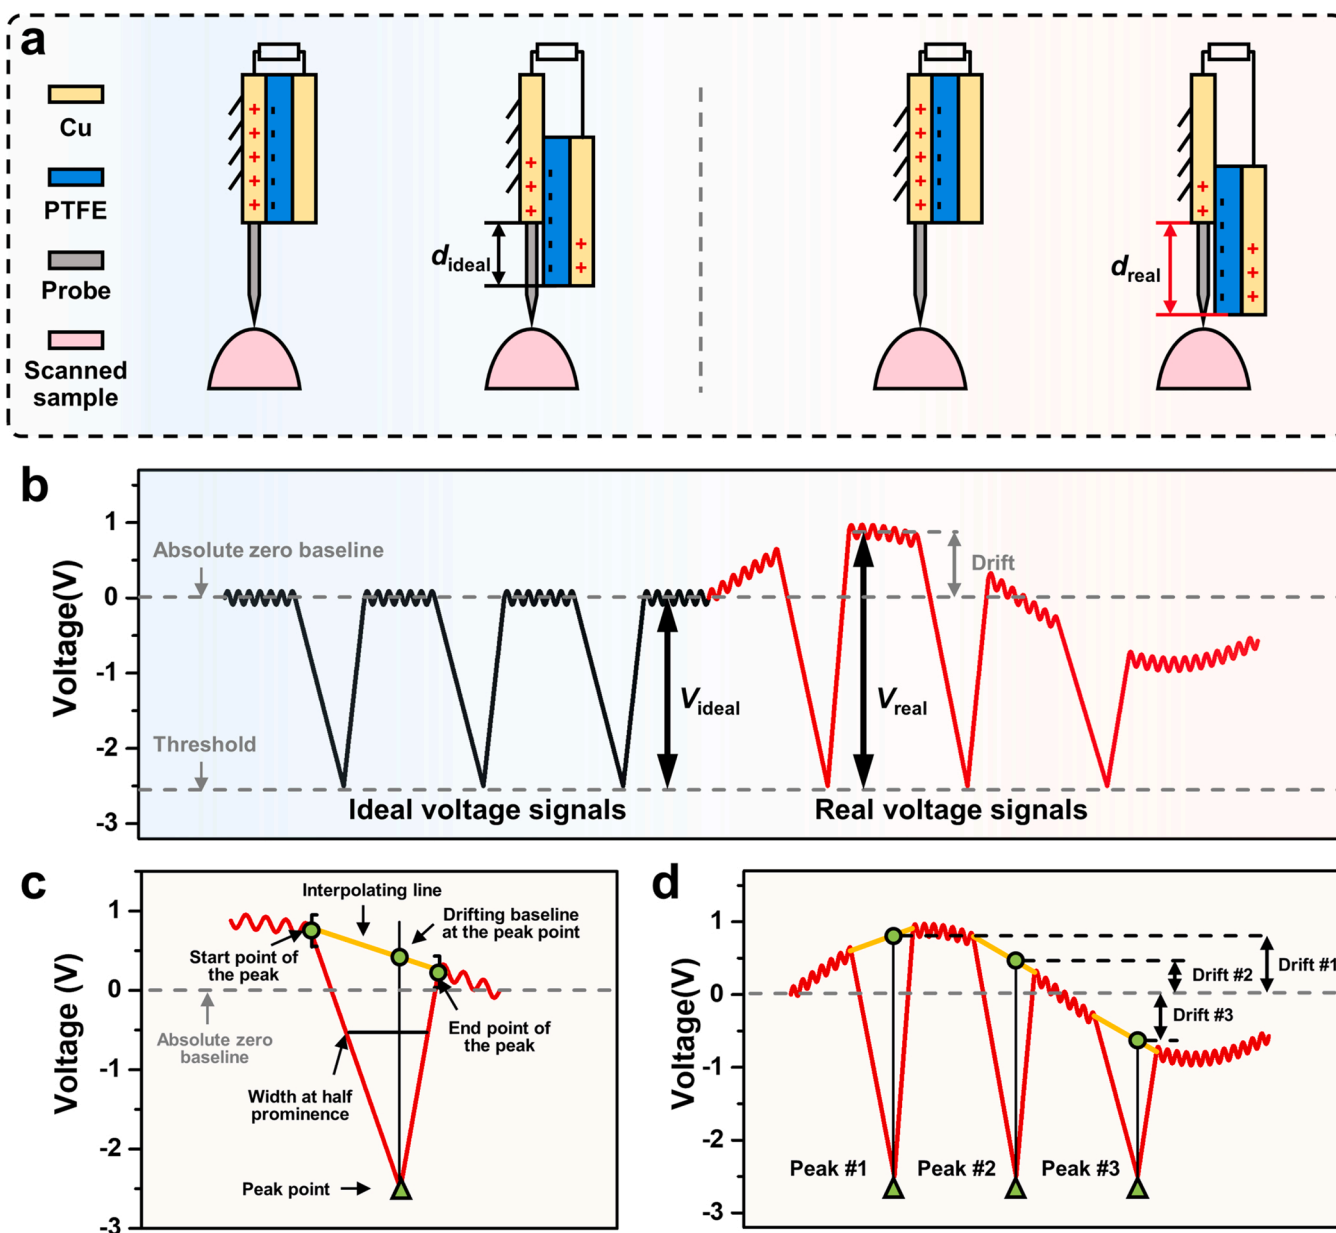 a
Cu
PTFE
Probe
Scanned
sample
+
+
+
+
+
-
-
-
-
-
+
+
+
-
-
-
-
-
+
+
d_ideal
+
+
+
+
+
-
-
-
-
-
+
+
-
-
-
-
-
+
+
+
d_real
b
Voltage(V)
1
0
-1
-2
-3
Absolute zero baseline
Threshold
V_ideal
V_real
Drift
Ideal voltage signals
Real voltage signals
c
Voltage (V)
1
0
-1
-2
-3
Interpolating line
Drifting baseline
at the peak point
Start point of
the peak
Absolute zero
baseline
End point of
the peak
Width at half
prominence
Peak point
d
Voltage(V)
1
0
-1
-2
-3
Drift #1
Drift #2
Drift #3
Peak #1
Peak #2
Peak #3